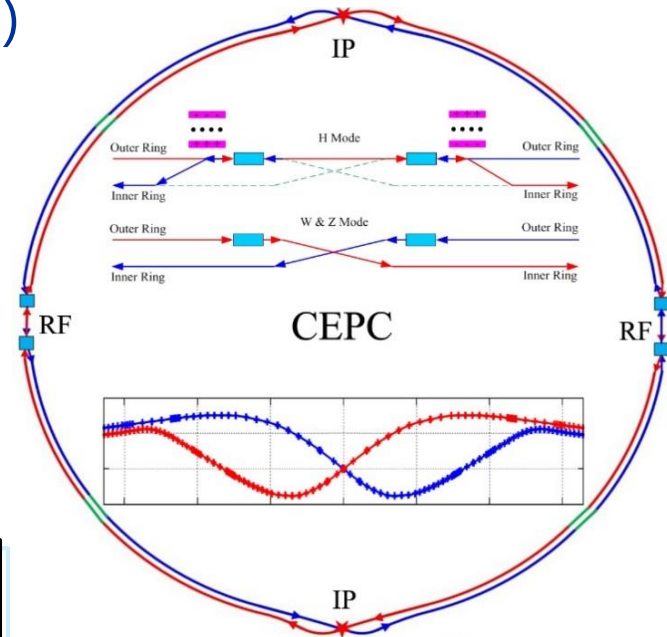 )
IP
H Mode
Outer Ring
Outer Ring
Inner Ring
Inner Ring
W & Z Mode
Outer Ring
Outer Ring
Inner Ring
Inner Ring
RF
CEPC
RF
IP